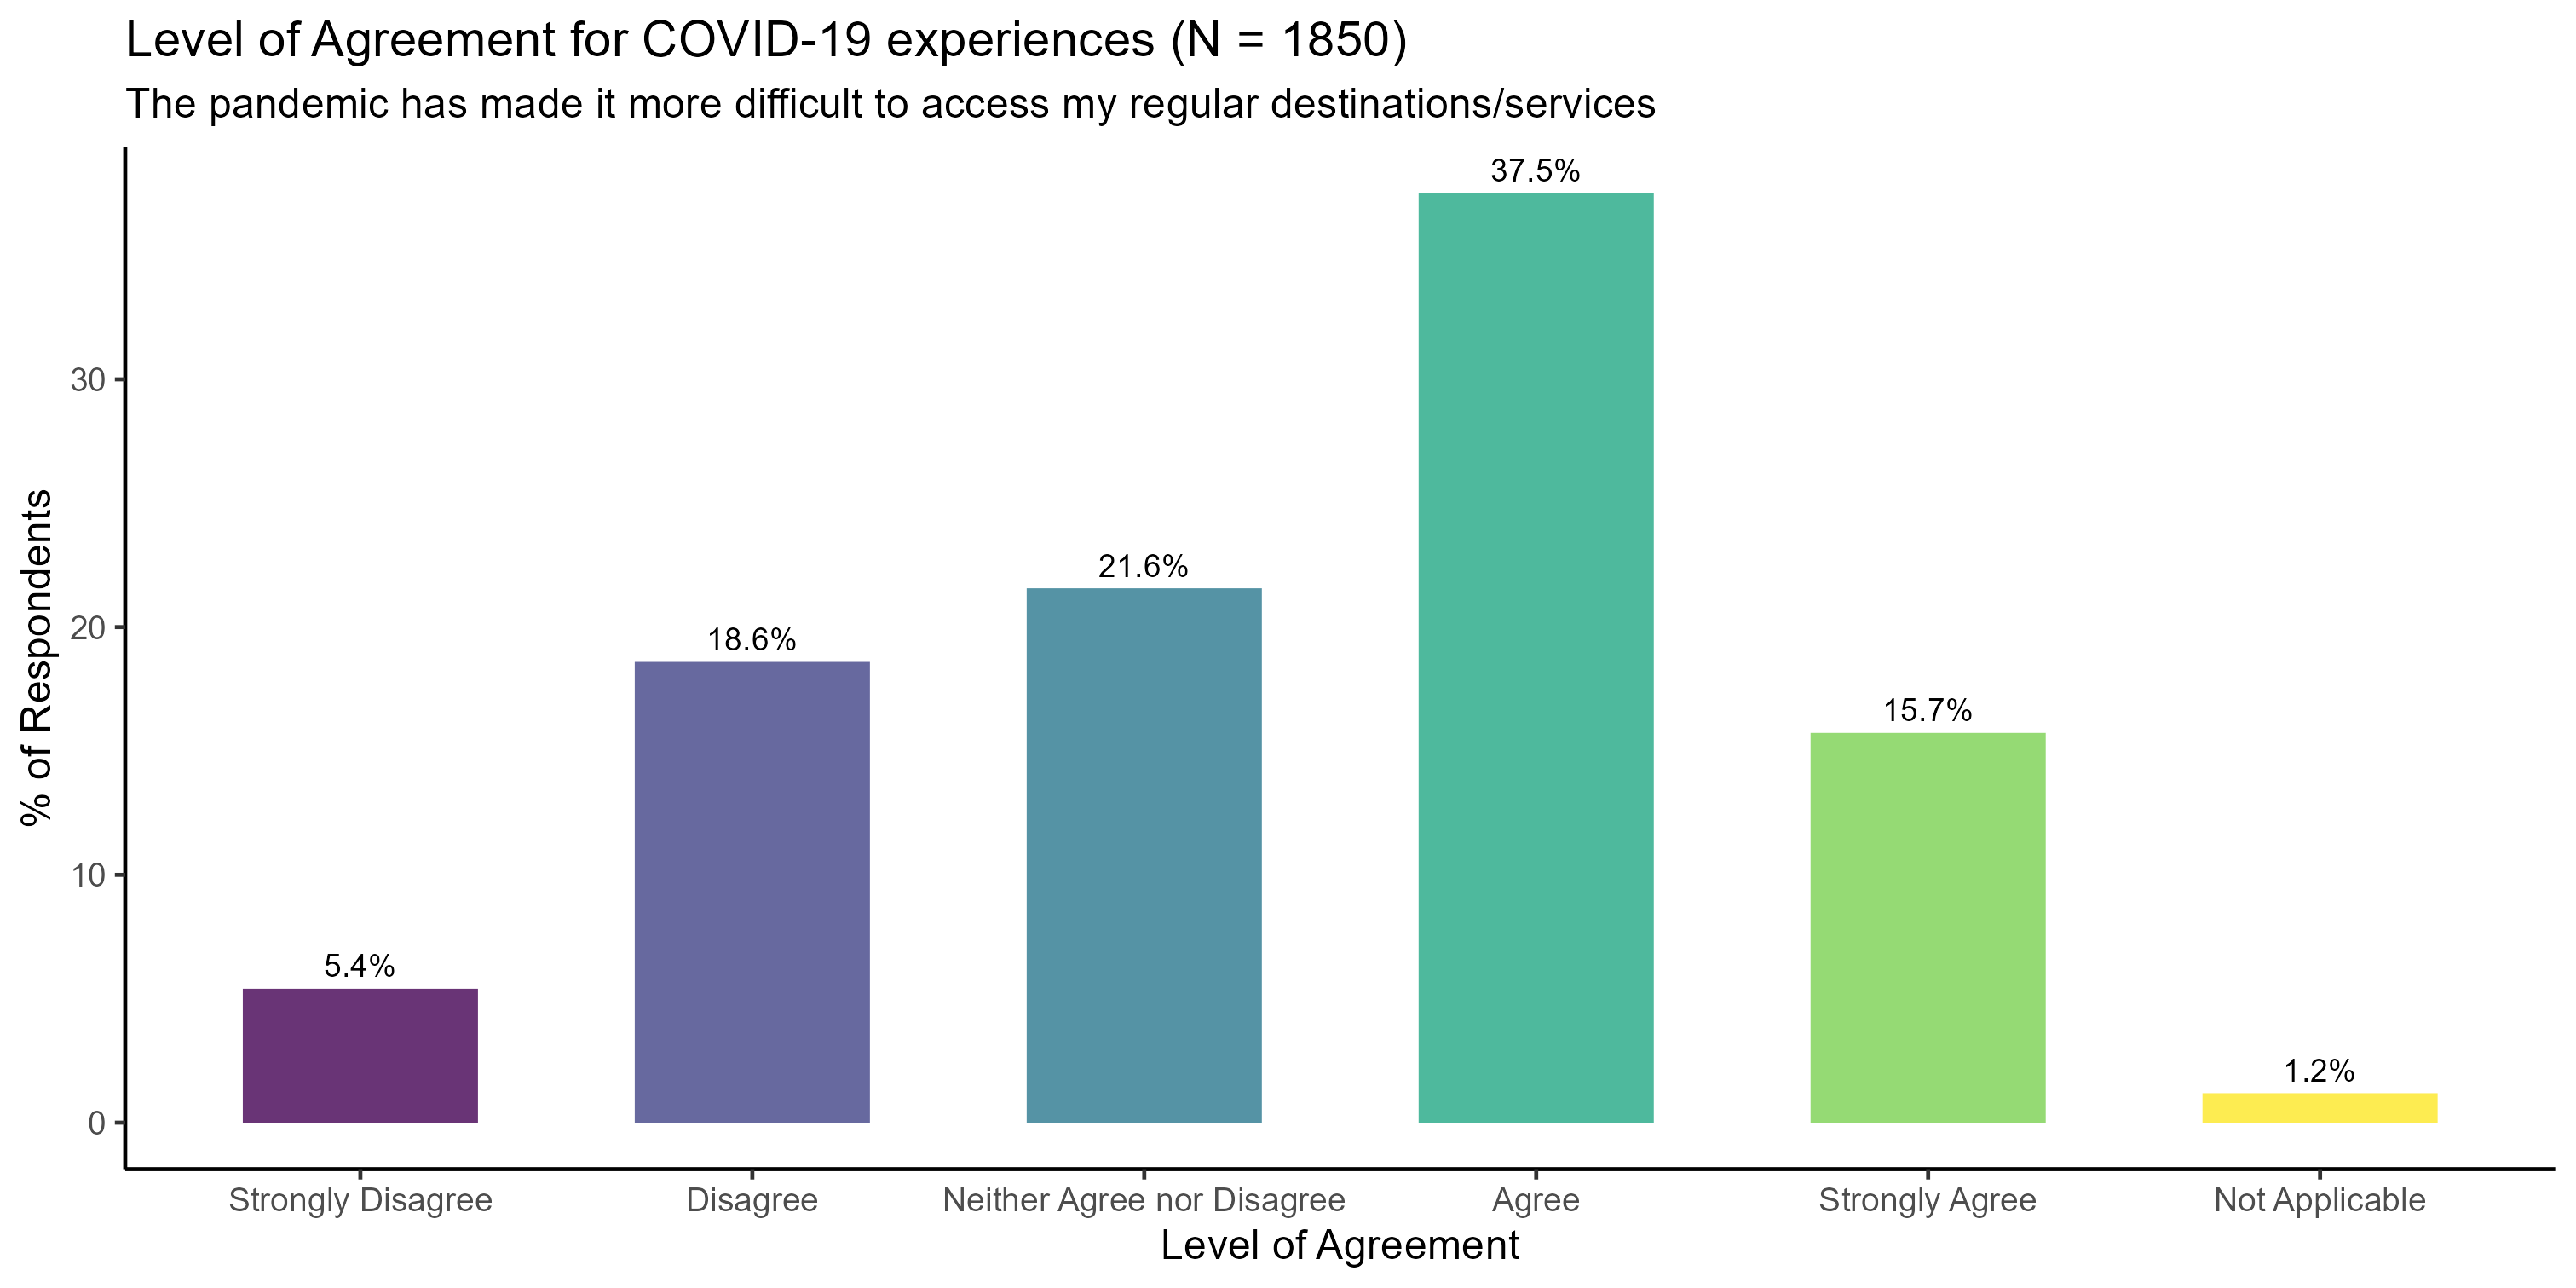 Level of Agreement for COVID-19 experiences (N = 1850)
The pandemic has made it more difficult to access my regular destinations/services
% of Respondents
30
20
10
0
5.4%
18.6%
21.6%
37.5%
15.7%
1.2%
Strongly Disagree
Disagree
Neither Agree nor Disagree
Agree
Strongly Agree
Not Applicable
Level of Agreement